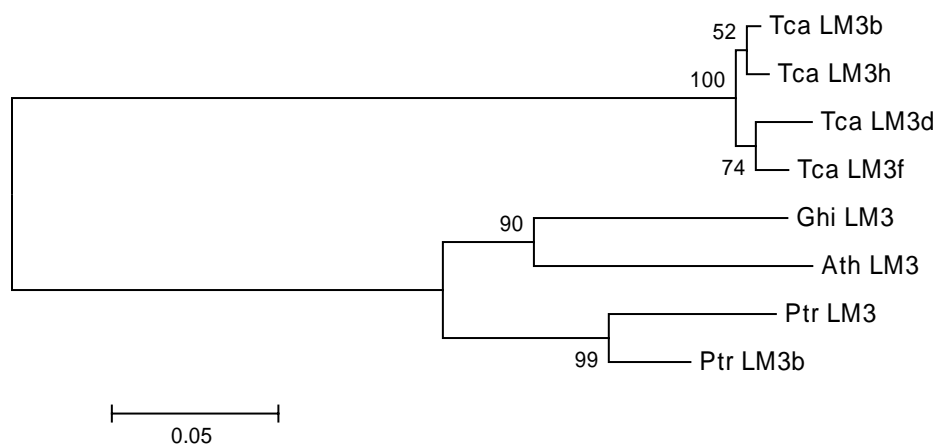 52
Tca LM3b
Tca LM3h
100
Tca LM3d
74
Tca LM3f
90
Ghi LM3
Ath LM3
Ptr LM3
99
Ptr LM3b
0.05